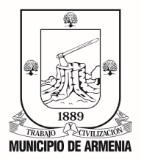 1889
TRABAJO CIVILIZACIÓN
MUNICIPIO DE ARMENIA